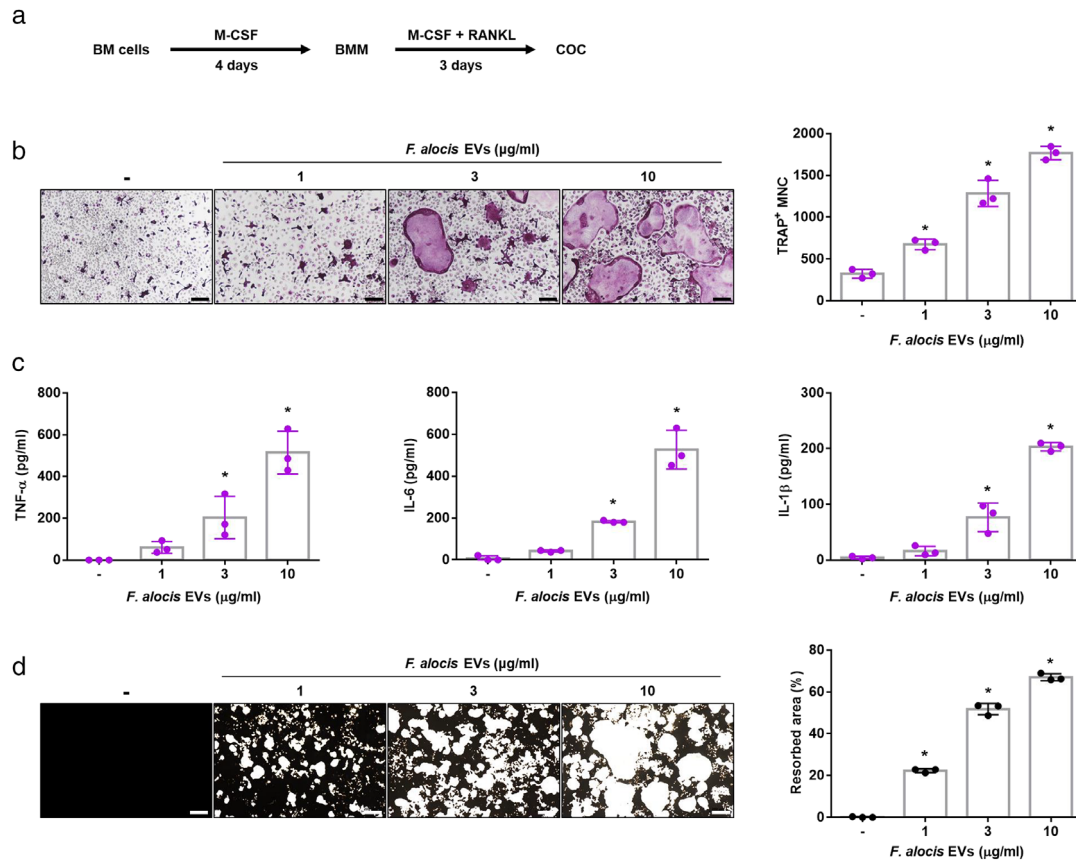 a
M-CSF
M-CSF + RANKL
BM cells
BMM
COC
4 days
3 days
b
F. alocis EVs (μg/ml)
- 1 3 10
TRAP⁺ MNC
2000
1500
1000
500
0
* * *
- 1 3 10
F. alocis EVs (μg/ml)
c
TNF-α (pg/ml)
800
600
400
200
0
* *
- 1 3 10
F. alocis EVs (μg/ml)
IL-6 (pg/ml)
800
600
400
200
0
* *
- 1 3 10
F. alocis EVs (μg/ml)
IL-1β (pg/ml)
300
200
100
0
* *
- 1 3 10
F. alocis EVs (μg/ml)
d
F. alocis EVs (μg/ml)
- 1 3 10
Resorbed area (%)
80
60
40
20
0
* * *
- 1 3 10
F. alocis EVs (μg/ml)